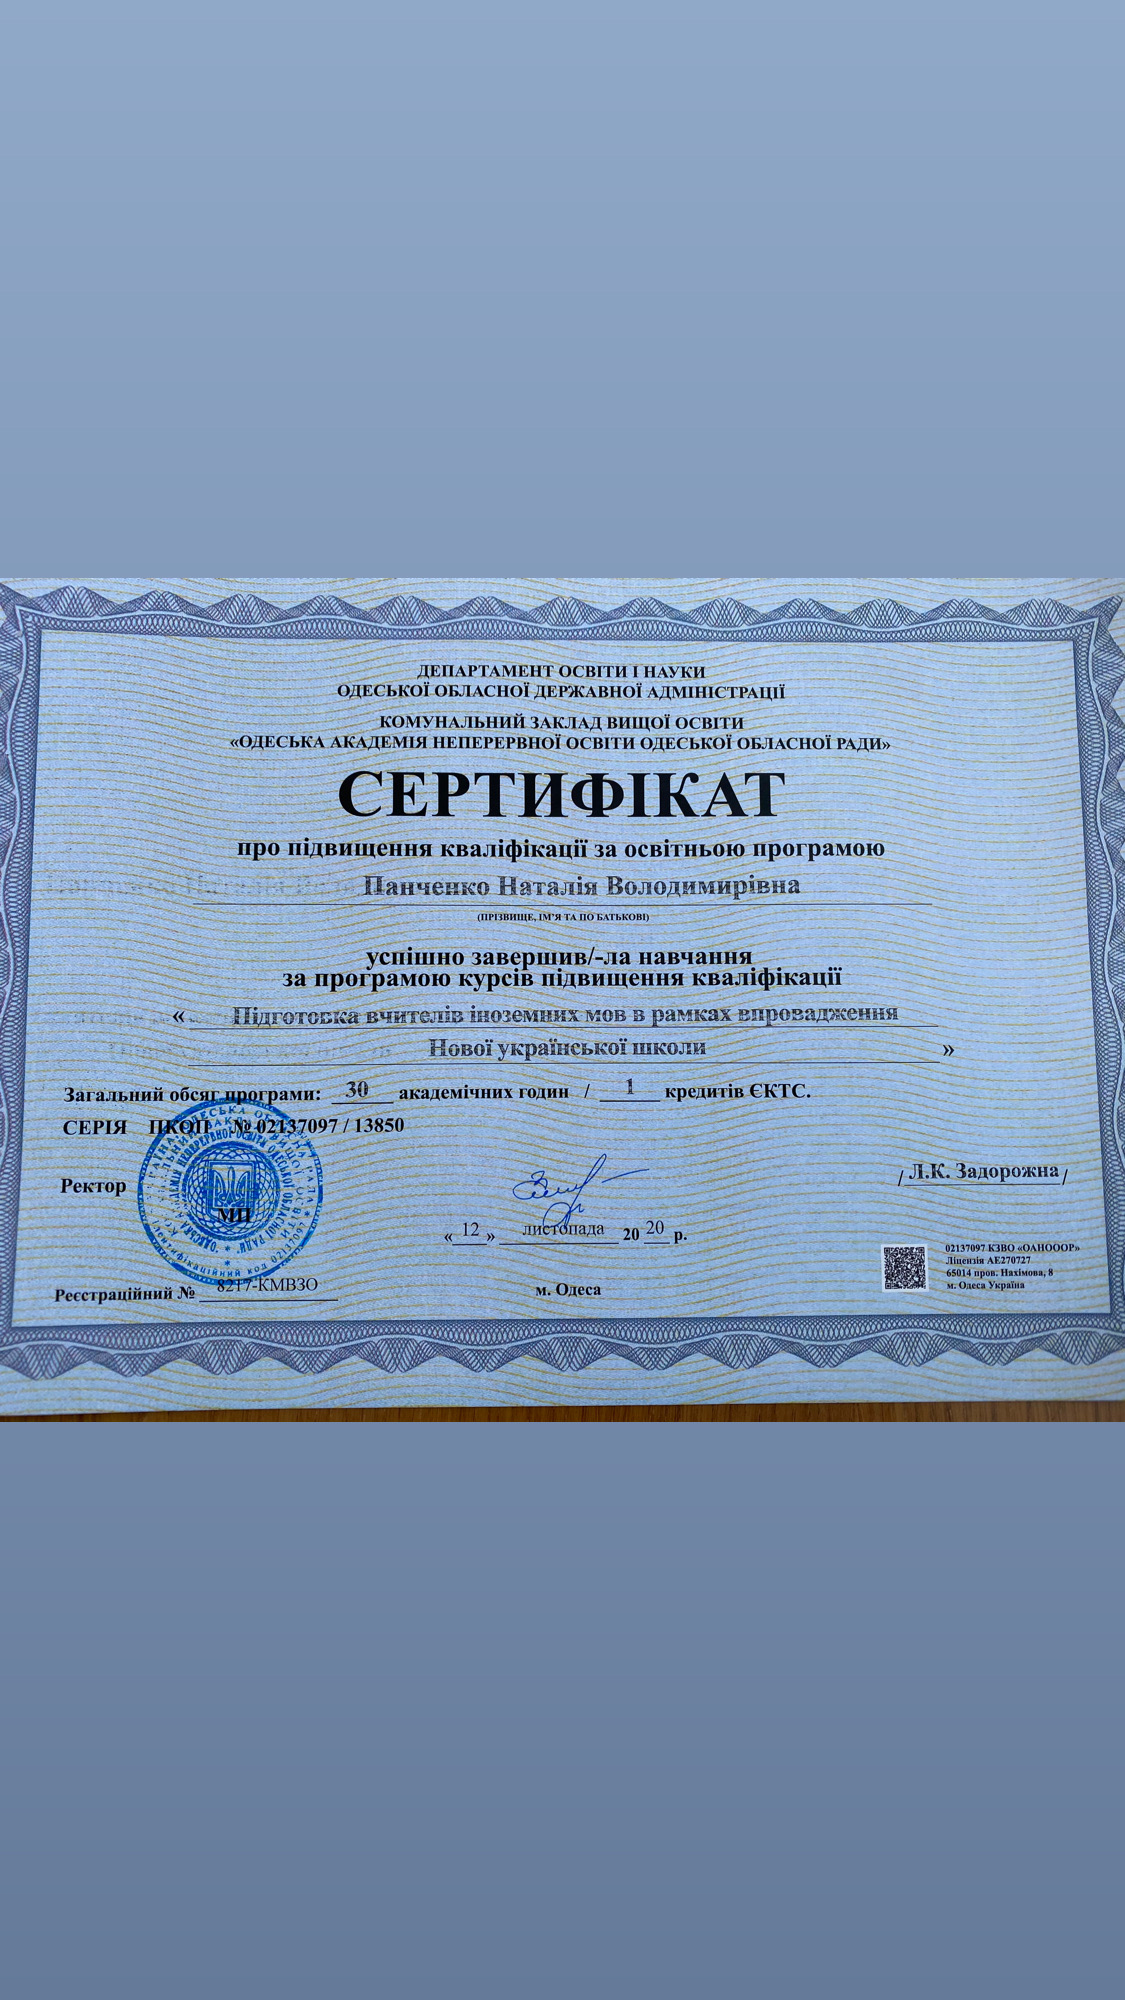 ДЕПАРТАМЕНТ ОСВІТИ І НАУКИ
ОДЕСЬКОЇ ОБЛАСНОЇ ДЕРЖАВНОЇ АДМІНІСТРАЦІЇ
КОМУНАЛЬНИЙ ЗАКЛАД ВИЩОЇ ОСВІТИ
«ОДЕСЬКА АКАДЕМІЯ НЕПЕРЕРВНОЇ ОСВІТИ ОДЕСЬКОЇ ОБЛАСНОЇ РАДИ»
СЕРТИФІКАТ
про підвищення кваліфікації за освітньою програмою
Панченко Наталія Володимирівна
(ПРІЗВИЩЕ, ІМ'Я ТА ПО БАТЬКОВІ)
успішно завершив/-ла навчання
за програмою курсів підвищення кваліфікації
« Підготовка вчителів іноземних мов в рамках впровадження
Нової української школи »
Загальний обсяг програми: 30 академічних годин / 1 кредитів ЄКТС.
СЕРІЯ ПКОП № 02137097 / 13850
Ректор
МП
/ Л.К. Задорожна /
«12» листопада 20 20 р.
Реєстраційний № 8217-КМВЗО
м. Одеса
02137097 КЗВО «ОАНОООР»
Ліцензія АЕ270727
65014 пров. Нахімова, 8
м. Одеса Україна